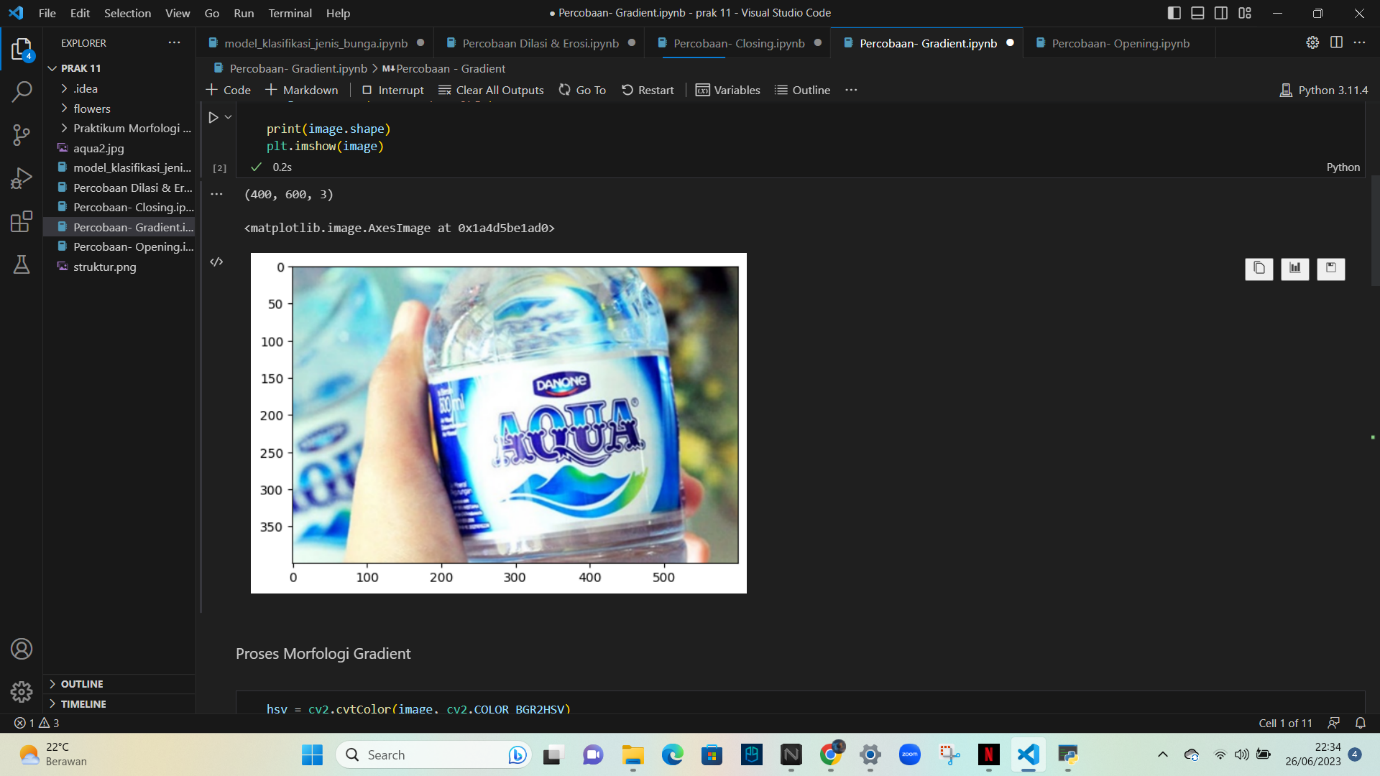 File Edit Selection View Go Run Terminal Help
● Percobaan- Gradient.ipynb - prak 11 - Visual Studio Code
4
EXPLORER
PRAK 11
.idea
flowers
Praktikum Morfologi ...
aqua2.jpg
model_klasifikasi_jeni...
Percobaan Dilasi & Er...
Percobaan- Closing.ip...
Percobaan- Gradient.i...
Percobaan- Opening.i...
struktur.png
OUTLINE
TIMELINE
model_klasifikasi_jenis_bunga.ipynb ● Percobaan Dilasi & Erosi.ipynb ● Percobaan- Closing.ipynb ● Percobaan- Gradient.ipynb ● Percobaan- Opening.ipynb
Percobaan- Gradient.ipynb > M↓Percobaan - Gradient
+ Code + Markdown Interrupt Clear All Outputs Go To Restart Variables Outline ... Python 3.11.4
print(image.shape)
plt.imshow(image)
[2] ✓ 0.2s Python
(400, 600, 3)
<matplotlib.image.AxesImage at 0x1a4d5be1ad0>
0
50
100
150
200
250
300
350
0 100 200 300 400 500
DANONE
AQUA
Proses Morfologi Gradient
hsv = cv2.cvtColor(image, cv2.COLOR_BGR2HSV)
1 3
Cell 1 of 11
22°C
Berawan
Search
zoom
22:34
26/06/2023
4